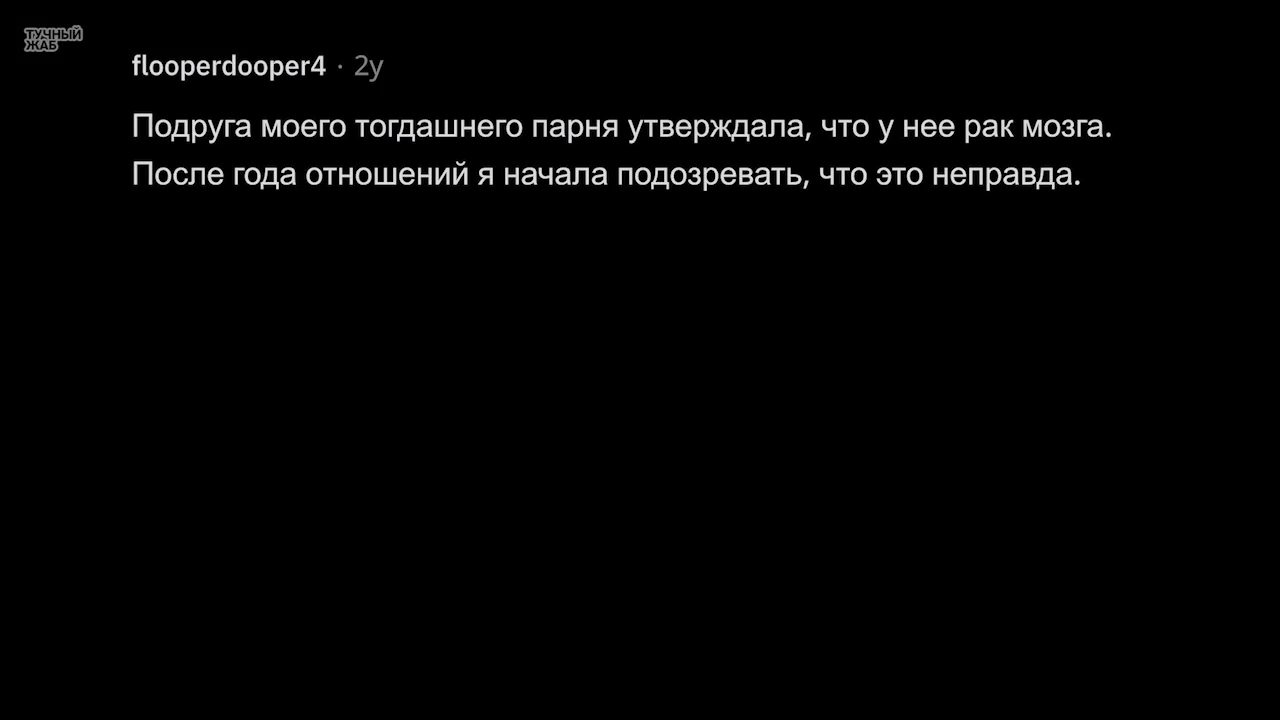 ТУЧНЫЙ
ЖАБ
flooperdooper4 · 2y
Подруга моего тогдашнего парня утверждала, что у нее рак мозга.
После года отношений я начала подозревать, что это неправда.